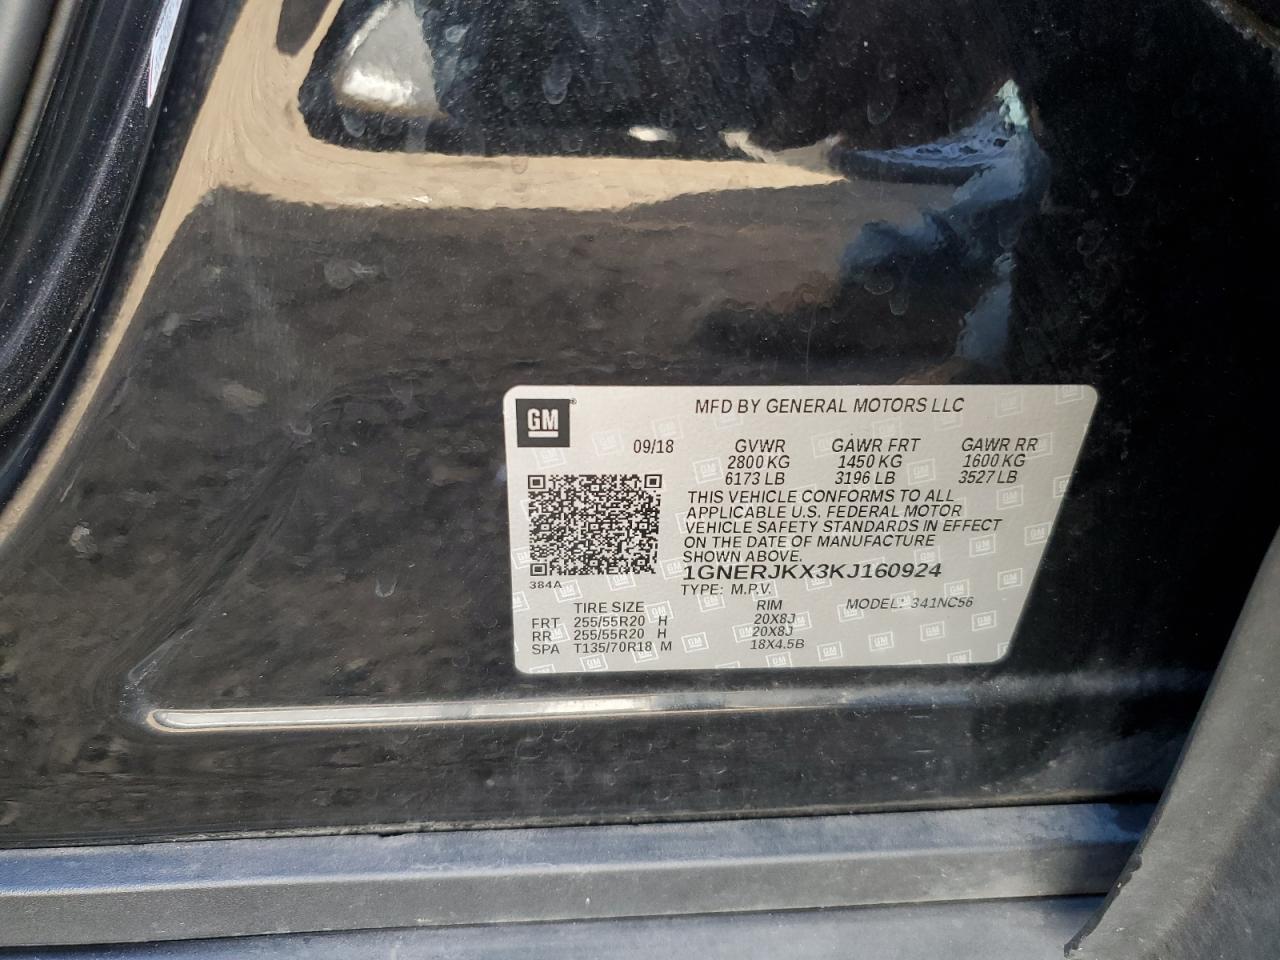 GM
MFD BY GENERAL MOTORS LLC
09/18 GVWR GAWR FRT GAWR RR
2800 KG 1450 KG 1600 KG
6173 LB 3196 LB 3527 LB
THIS VEHICLE CONFORMS TO ALL
APPLICABLE U.S. FEDERAL MOTOR
VEHICLE SAFETY STANDARDS IN EFFECT
ON THE DATE OF MANUFACTURE
SHOWN ABOVE.
1GNERJKX3KJ160924
384A TYPE: M.P.V. MODEL: 341NC56
TIRE SIZE RIM
FRT 255/55R20 H 20X8J
RR 255/55R20 H 20X8J
SPA T135/70R18 M 18X4.5B